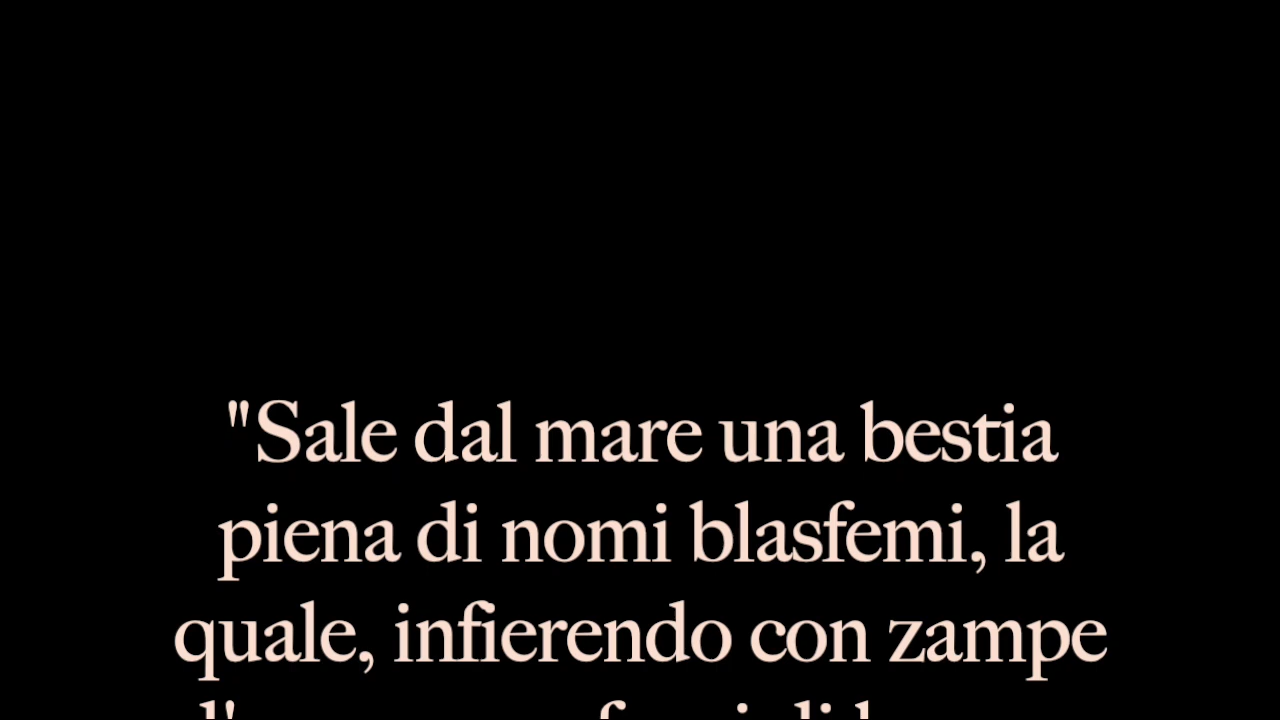 "Sale dal mare una bestia
piena di nomi blasfemi, la
quale, infierendo con zampe